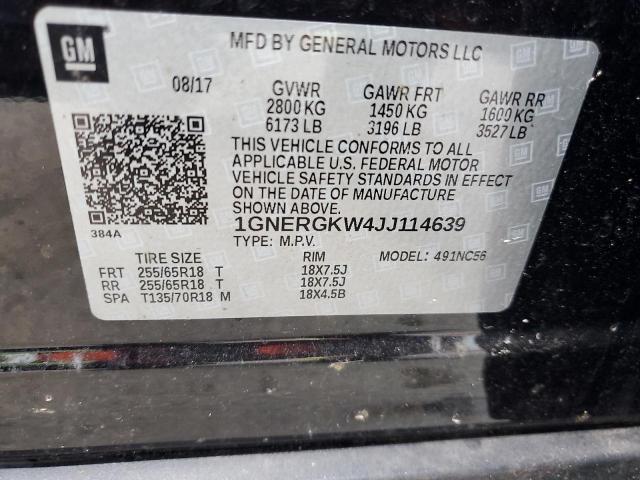 GM
MFD BY GENERAL MOTORS LLC
08/17 GVWR GAWR FRT GAWR RR
2800 KG 1450 KG 1600 KG
6173 LB 3196 LB 3527 LB
THIS VEHICLE CONFORMS TO ALL
APPLICABLE U.S. FEDERAL MOTOR
VEHICLE SAFETY STANDARDS IN EFFECT
ON THE DATE OF MANUFACTURE
SHOWN ABOVE.
384A
1GNERGKW4JJ114639
TYPE: M.P.V. MODEL: 491NC56
TIRE SIZE RIM
FRT 255/65R18 T 18X7.5J
RR 255/65R18 T 18X7.5J
SPA T135/70R18 M 18X4.5B